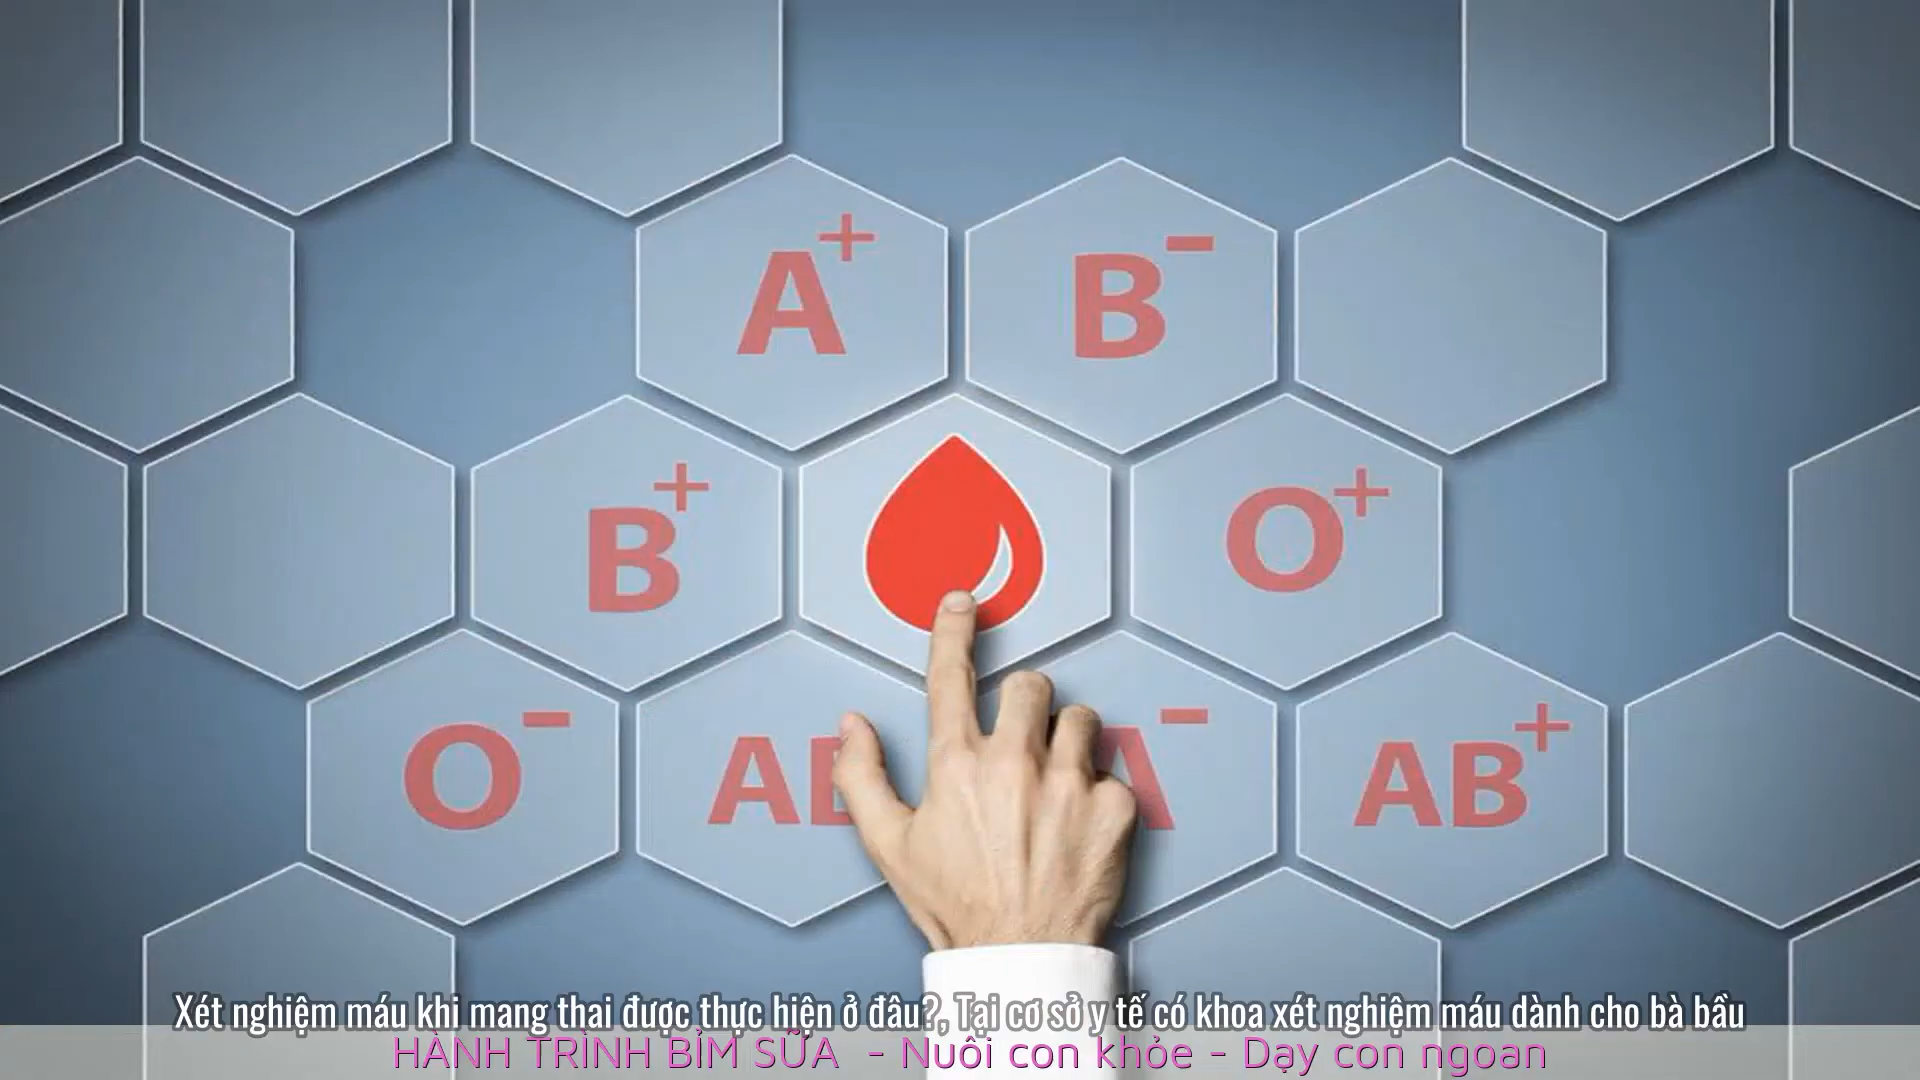 A+ B-
B+ O+
O- A- AB+
Xét nghiệm máu khi mang thai được thực hiện ở đâu?, Tại cơ sở y tế có khoa xét nghiệm máu dành cho bà bầu
HÀNH TRÌNH BỈM SỮA - Nuôi con khỏe - Dạy con ngoan